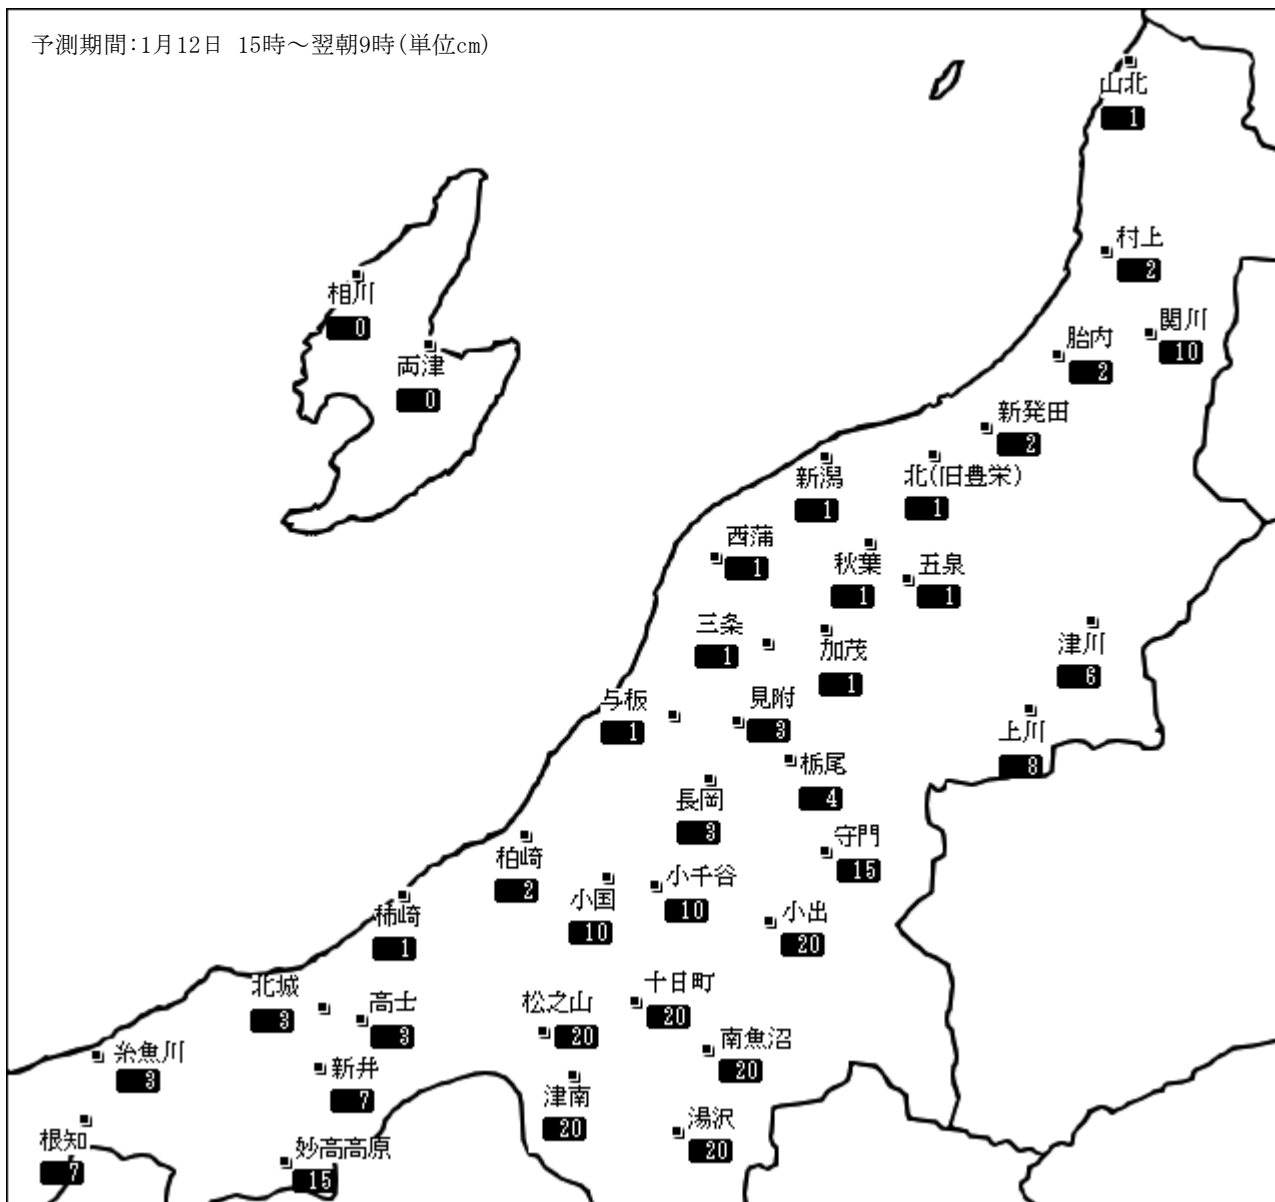 予測期間:1月12日 15時～翌朝9時(単位cm)
山北
1
村上
2
相川
0
関川
10
胎内
2
両津
0
新発田
2
新潟
1
北(旧豊栄)
1
西蒲
1
秋葉
1
五泉
1
三条
1
加茂
1
津川
6
与板
1
見附
3
上川
8
栃尾
4
長岡
3
守門
15
柏崎
2
小国
10
小千谷
10
小出
20
柿崎
1
北城
3
高士
3
松之山
20
十日町
20
南魚沼
20
糸魚川
3
新井
7
津南
20
湯沢
20
根知
7
妙高高原
15